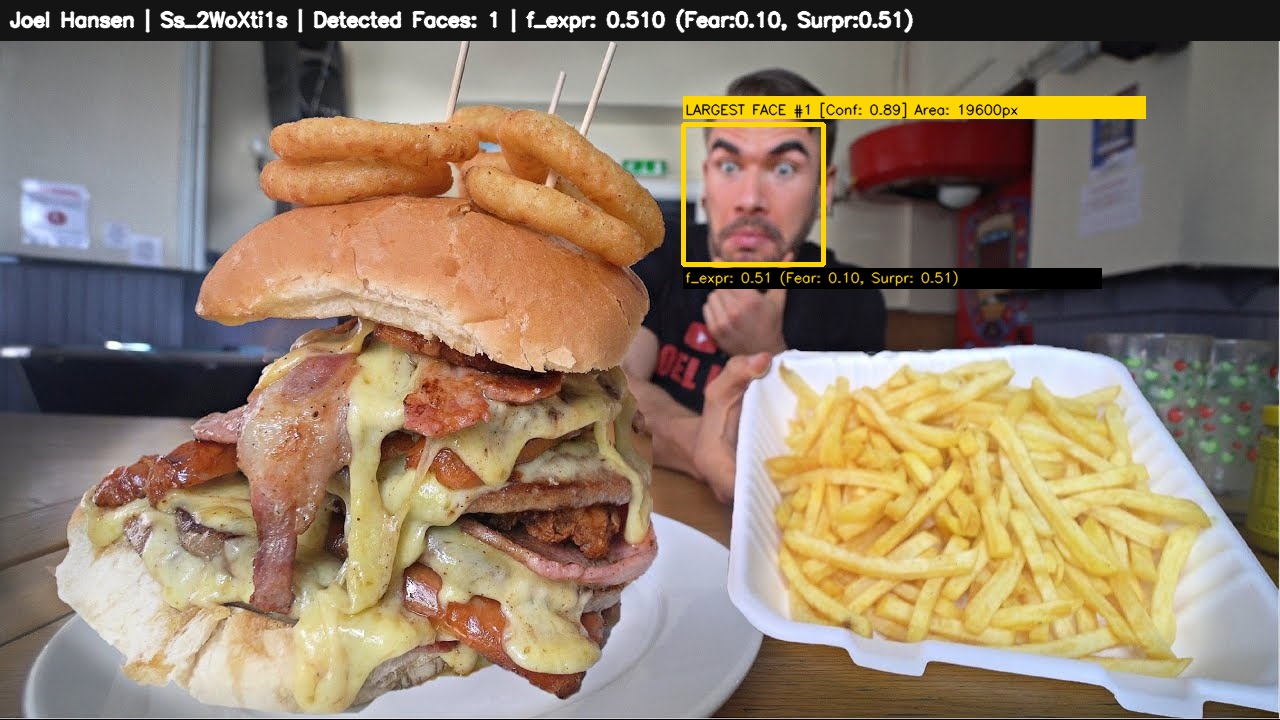 Joel Hansen | Ss_2WoXti1s | Detected Faces: 1 | f_expr: 0.510 (Fear:0.10, Surpr:0.51)
LARGEST FACE #1 [Conf: 0.89] Area: 19600px
f_expr: 0.51 (Fear: 0.10, Surpr: 0.51)
OEL